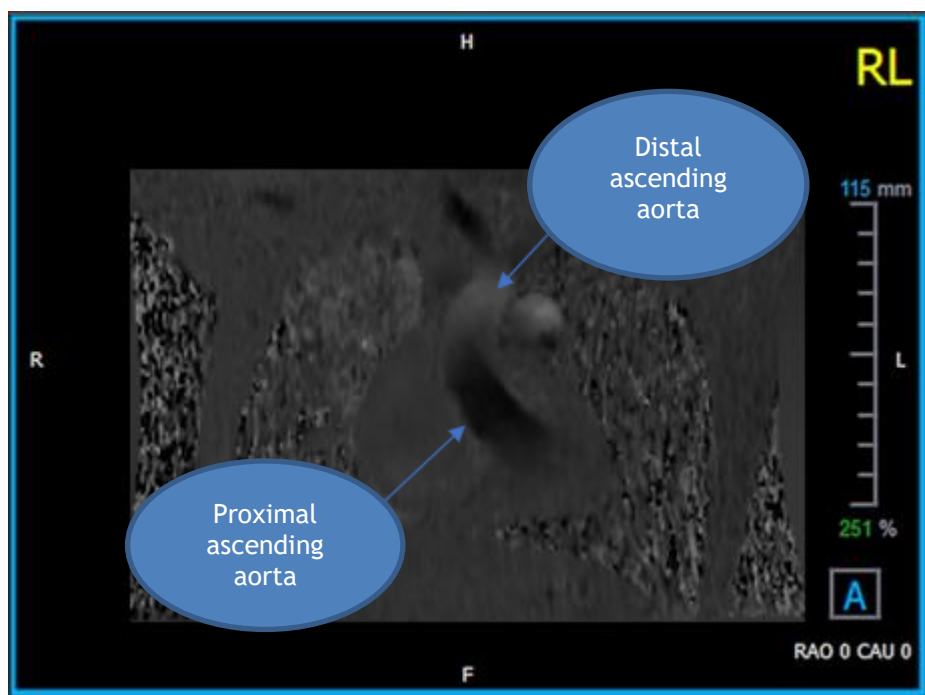 H
RL
Distal
ascending
aorta
115 mm
R
L
Proximal
ascending
aorta
251 %
A
RAO 0 CAU 0
F